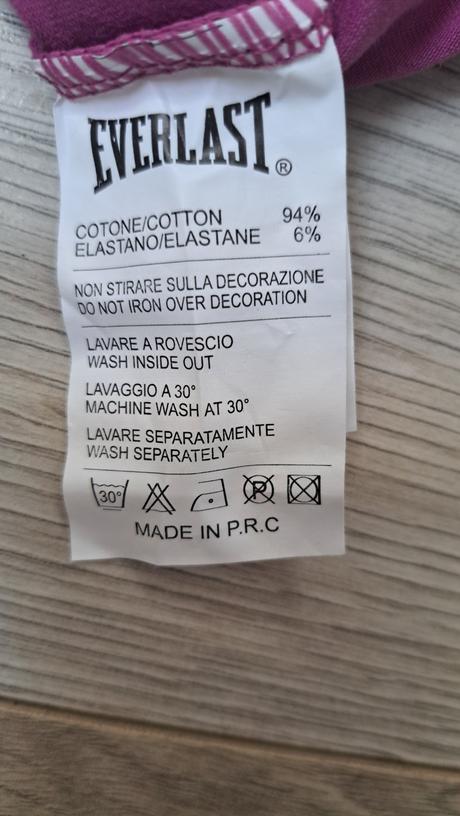 EVERLAST®
COTONE/COTTON 94%
ELASTANO/ELASTANE 6%
NON STIRARE SULLA DECORAZIONE
DO NOT IRON OVER DECORATION
LAVARE A ROVESCIO
WASH INSIDE OUT
LAVAGGIO A 30°
MACHINE WASH AT 30°
LAVARE SEPARATAMENTE
WASH SEPARATELY
30° P
MADE IN P.R.C